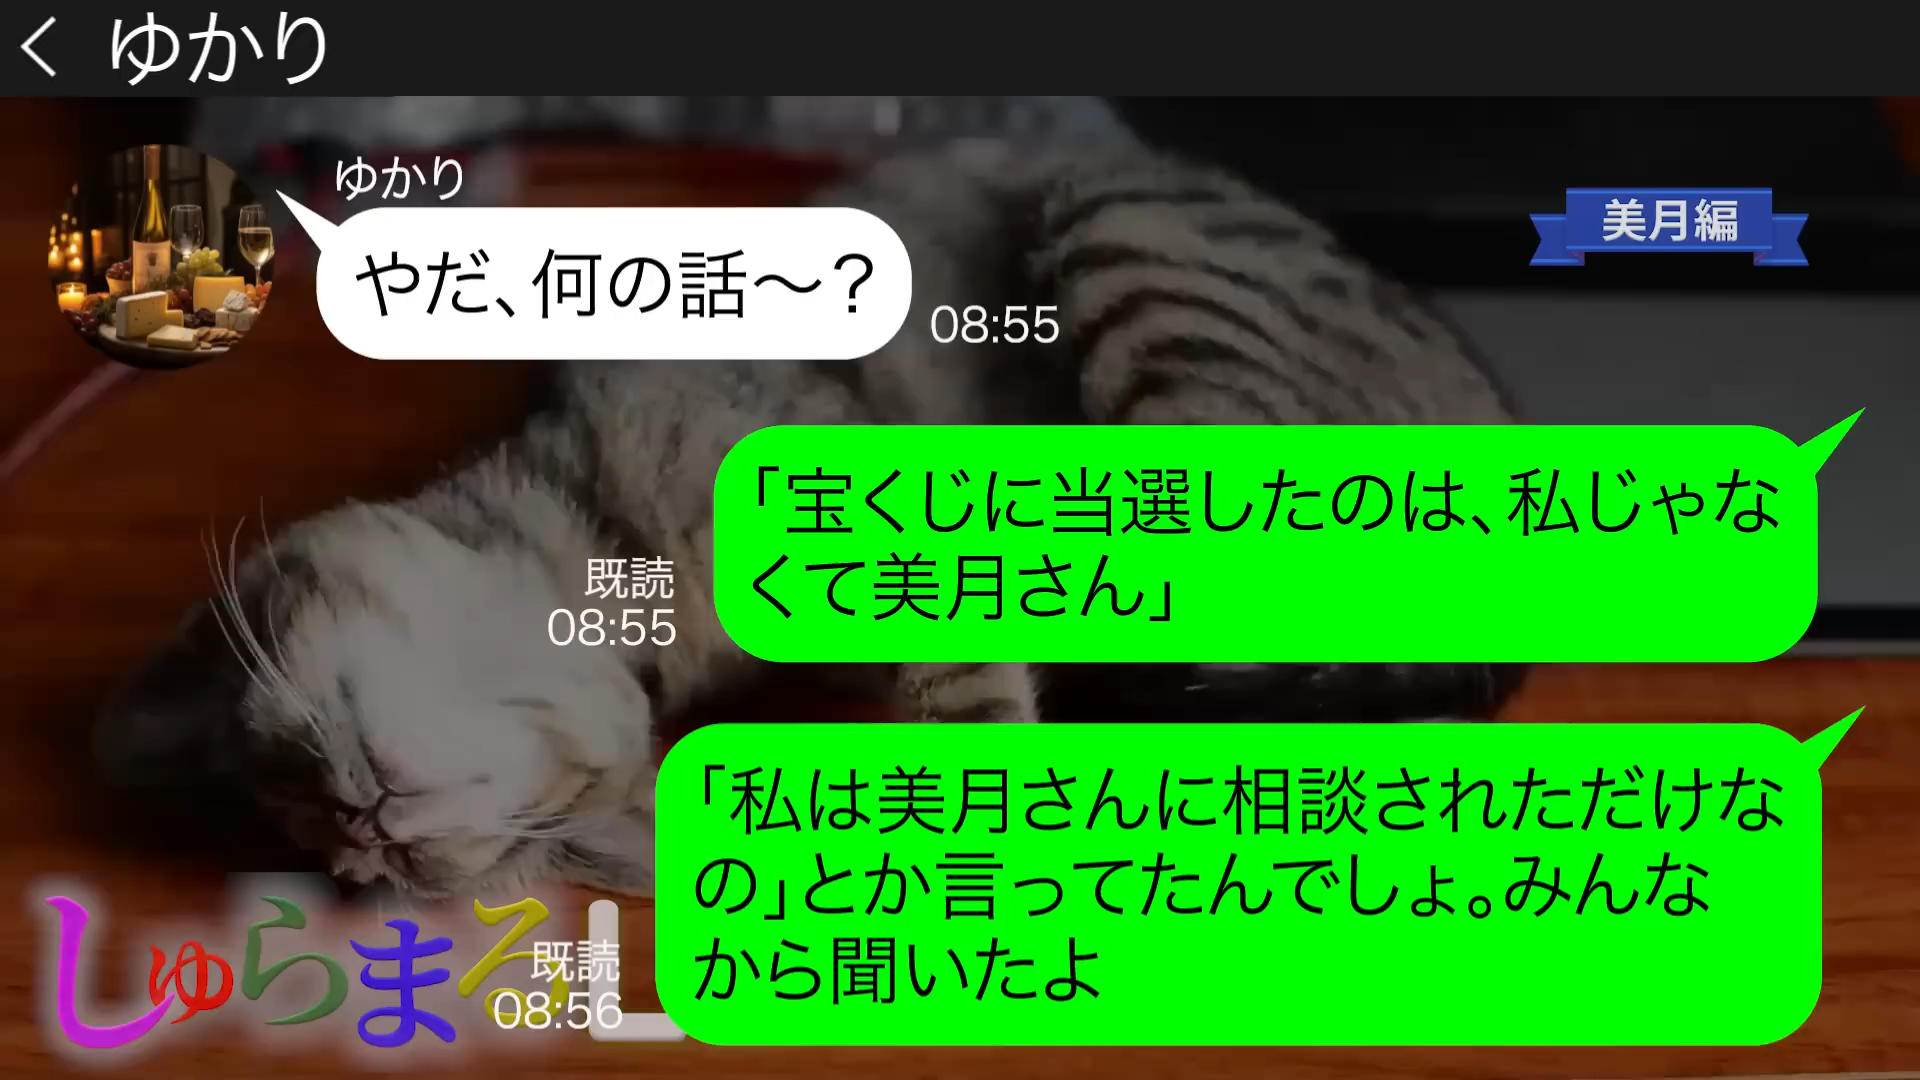 ゆかり
ゆかり
やだ、何の話〜？
08:55
美月編
「宝くじに当選したのは、私じゃな
くて美月さん」
既読
08:55
「私は美月さんに相談されただけな
の」とか言ってたんでしょ。みんな
から聞いたよ
既読
08:56
しゅらまるL